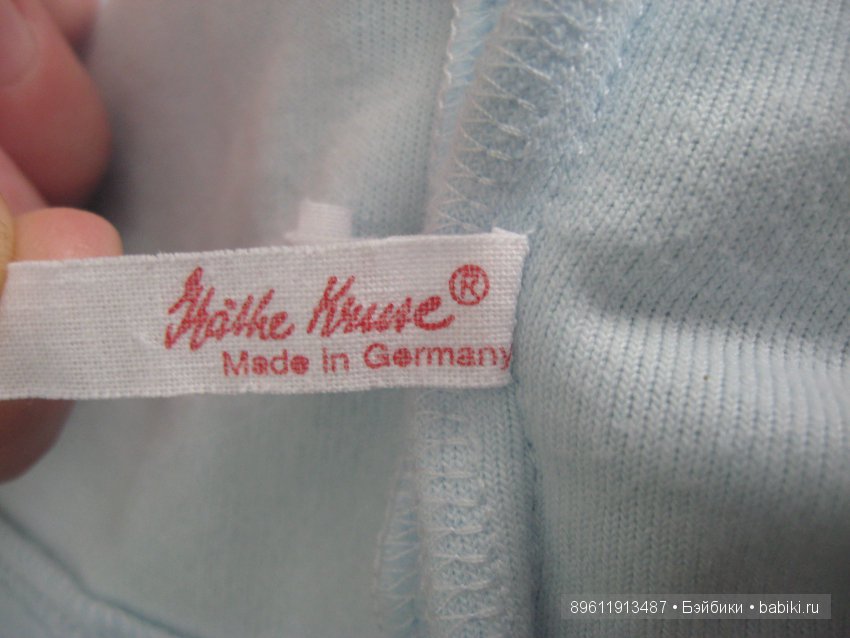 Käthe Kruse ®
Made in Germany
89611913487 • Бэйбики • babiki.ru